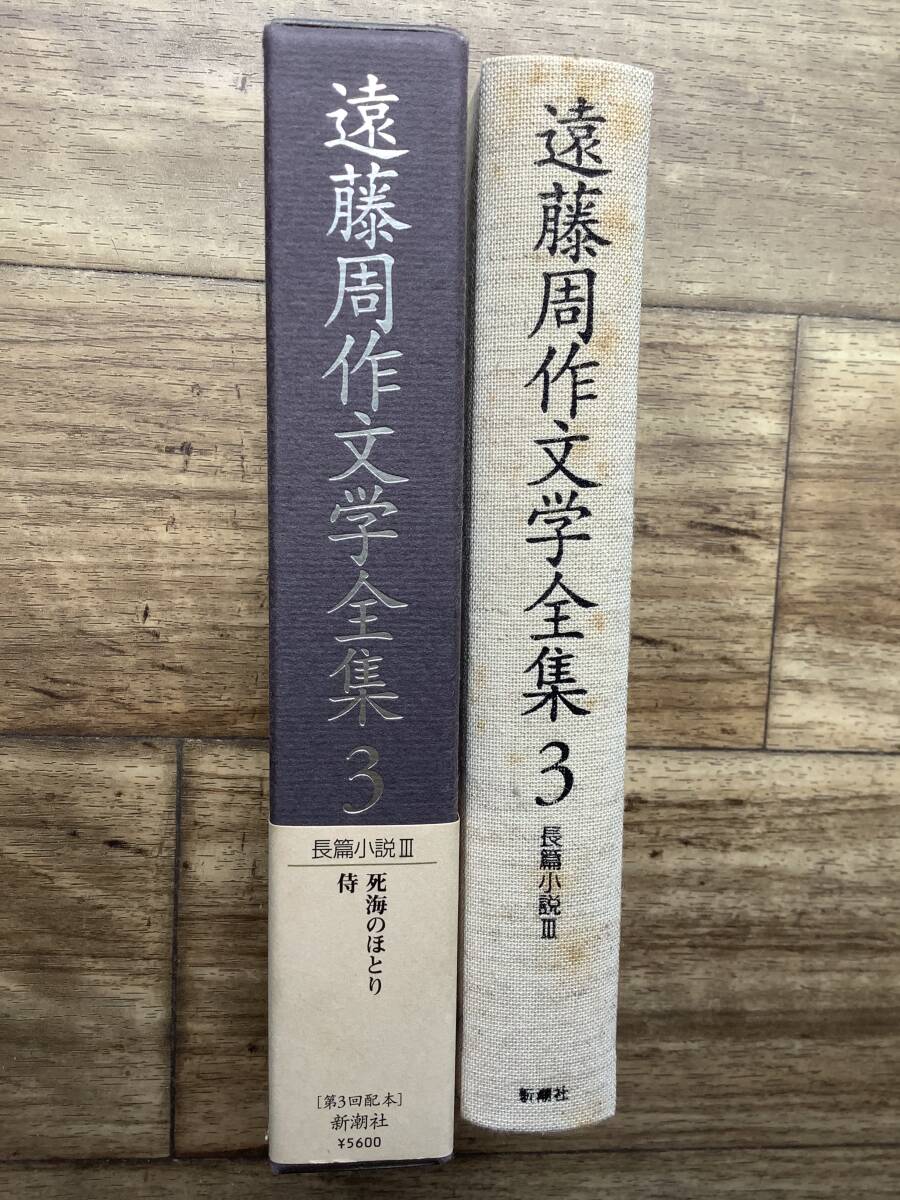 遠藤周作文学全集
3
長篇小説Ⅲ
死海のほとり
侍
[第3回配本]
新潮社
¥5600
遠藤周作文学全集
3
長篇小説Ⅲ
新潮社